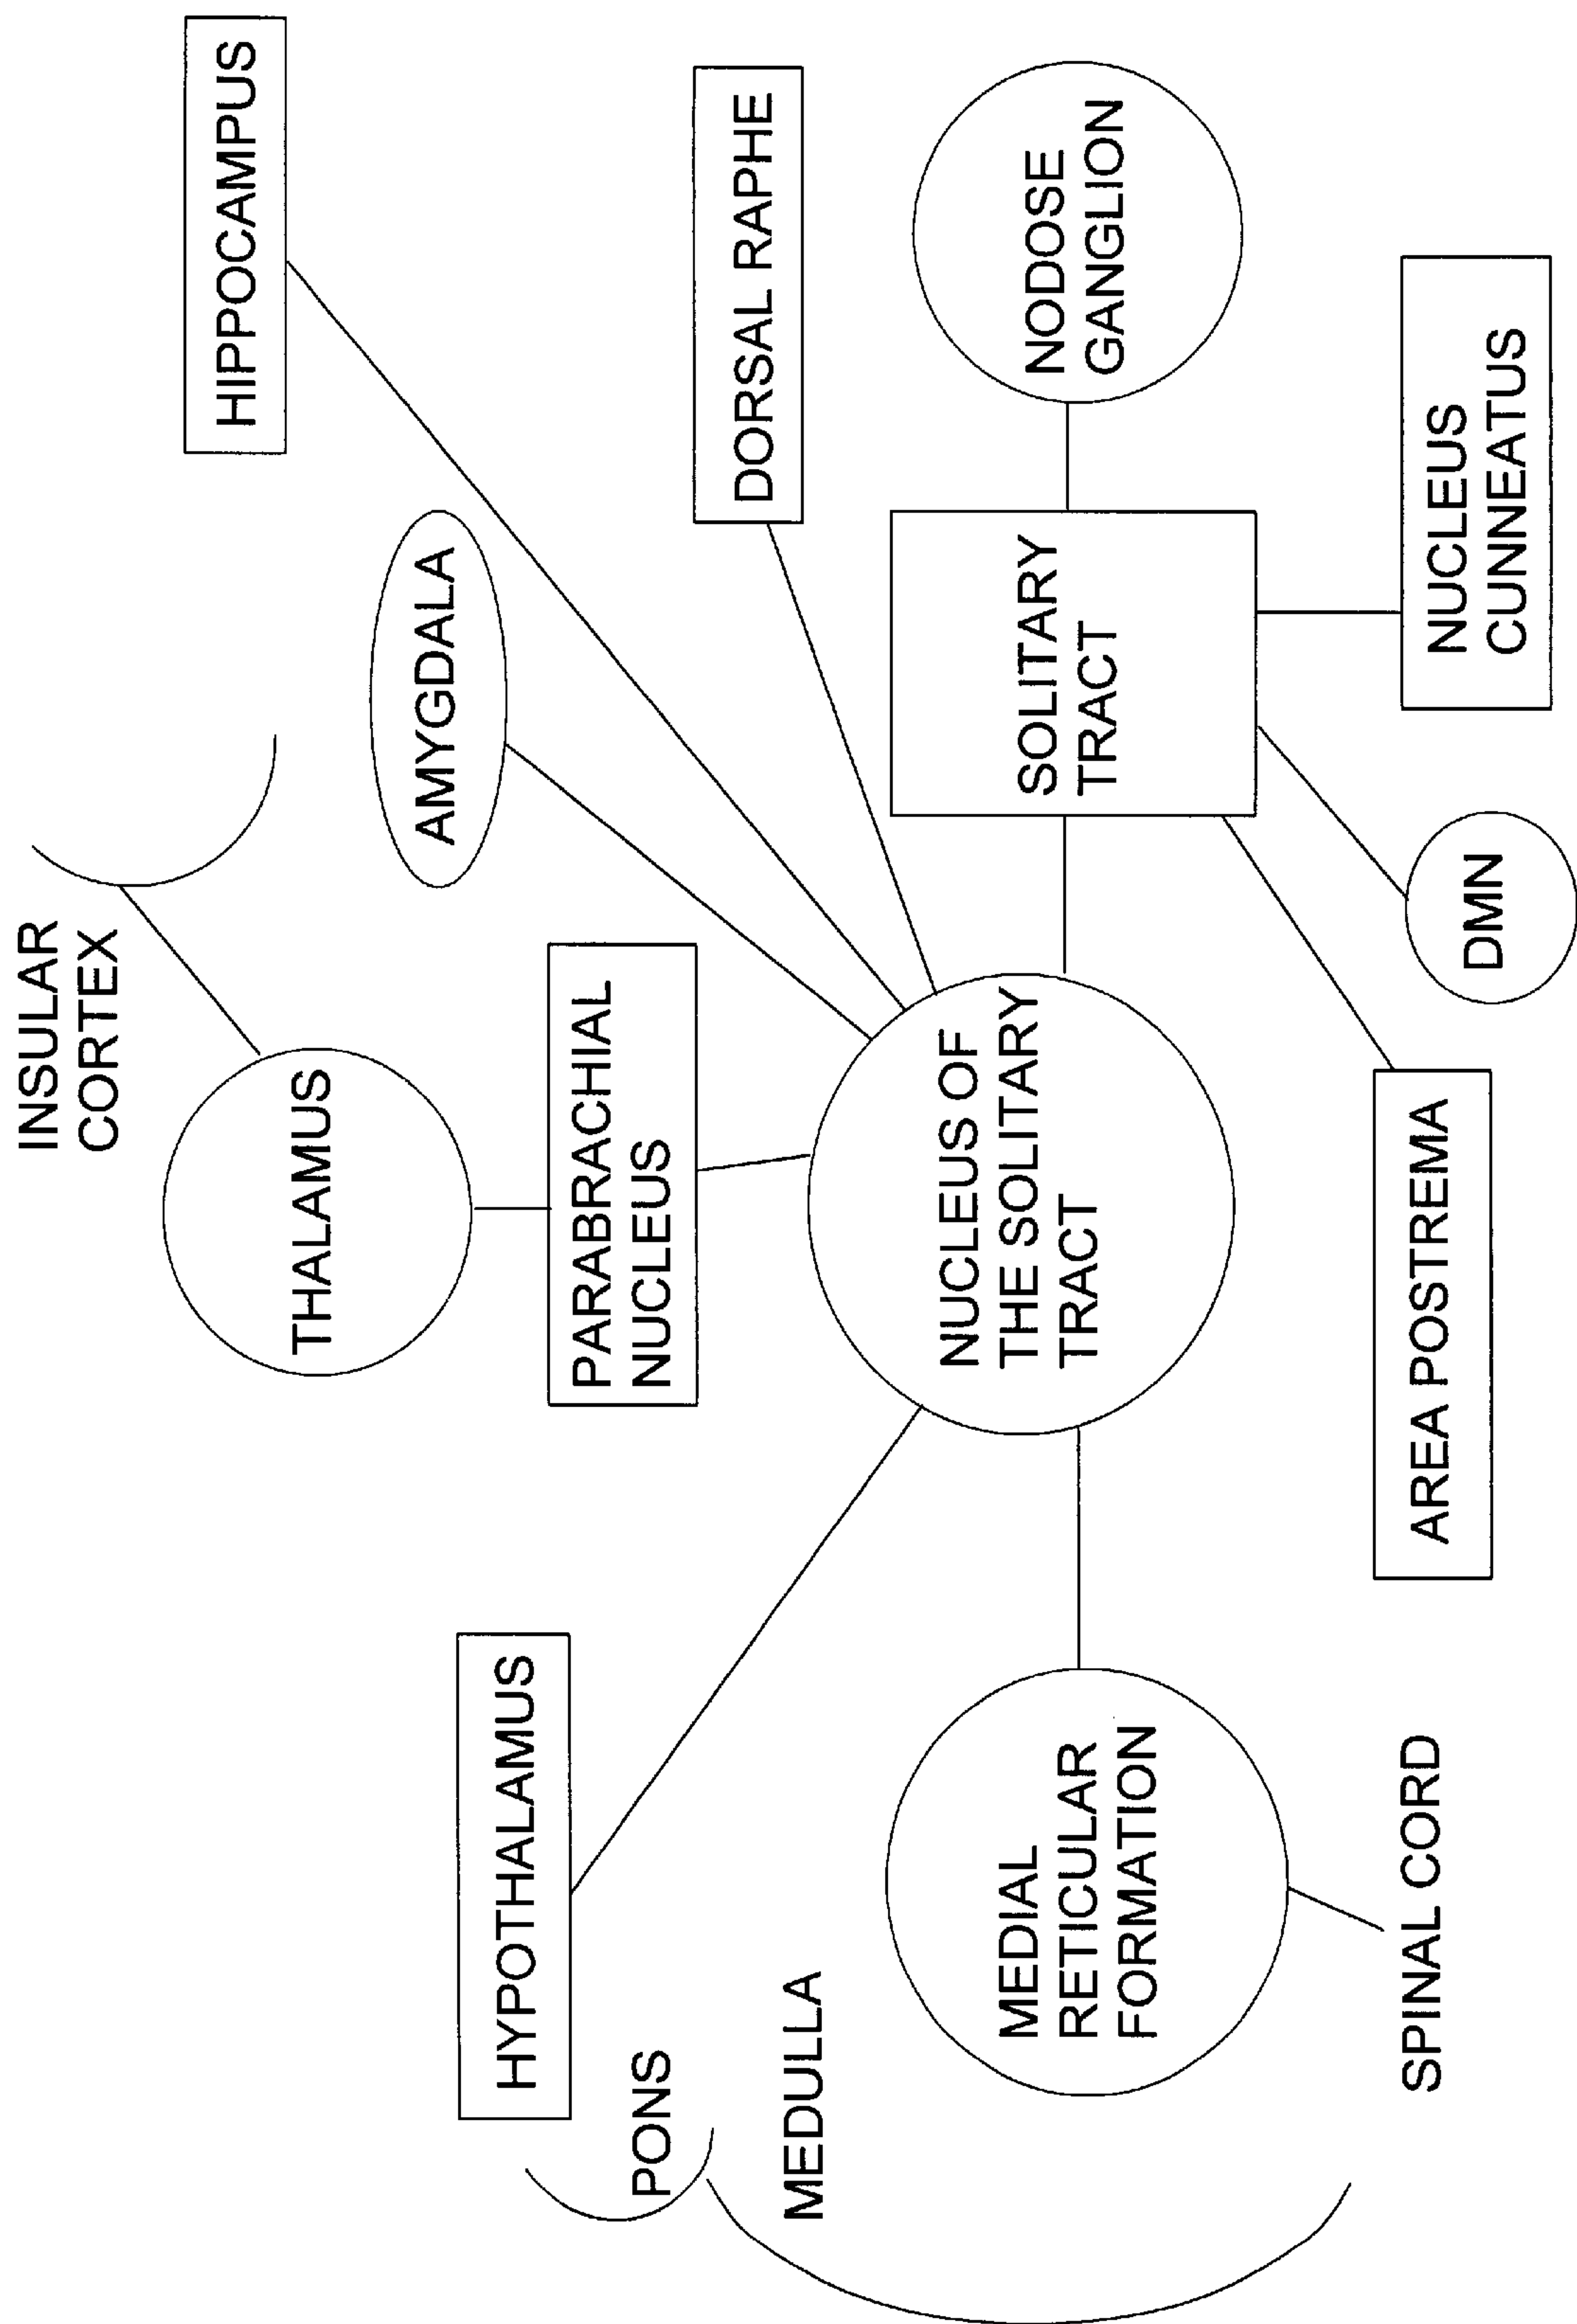 INSULAR
CORTEX
HIPPOCAMPUS
THALAMUS
AMYGDALA
HYPOTHALAMUS
PARABRACHIAL
NUCLEUS
PONS
DORSAL RAPHE
MEDULLA
NUCLEUS OF
THE SOLITARY
TRACT
MEDIAL
RETICULAR
FORMATION
SOLITARY
TRACT
NODOSE
GANGLION
SPINAL CORD
AREA POSTREMA
DMN
NUCLEUS
CUNNEATUS